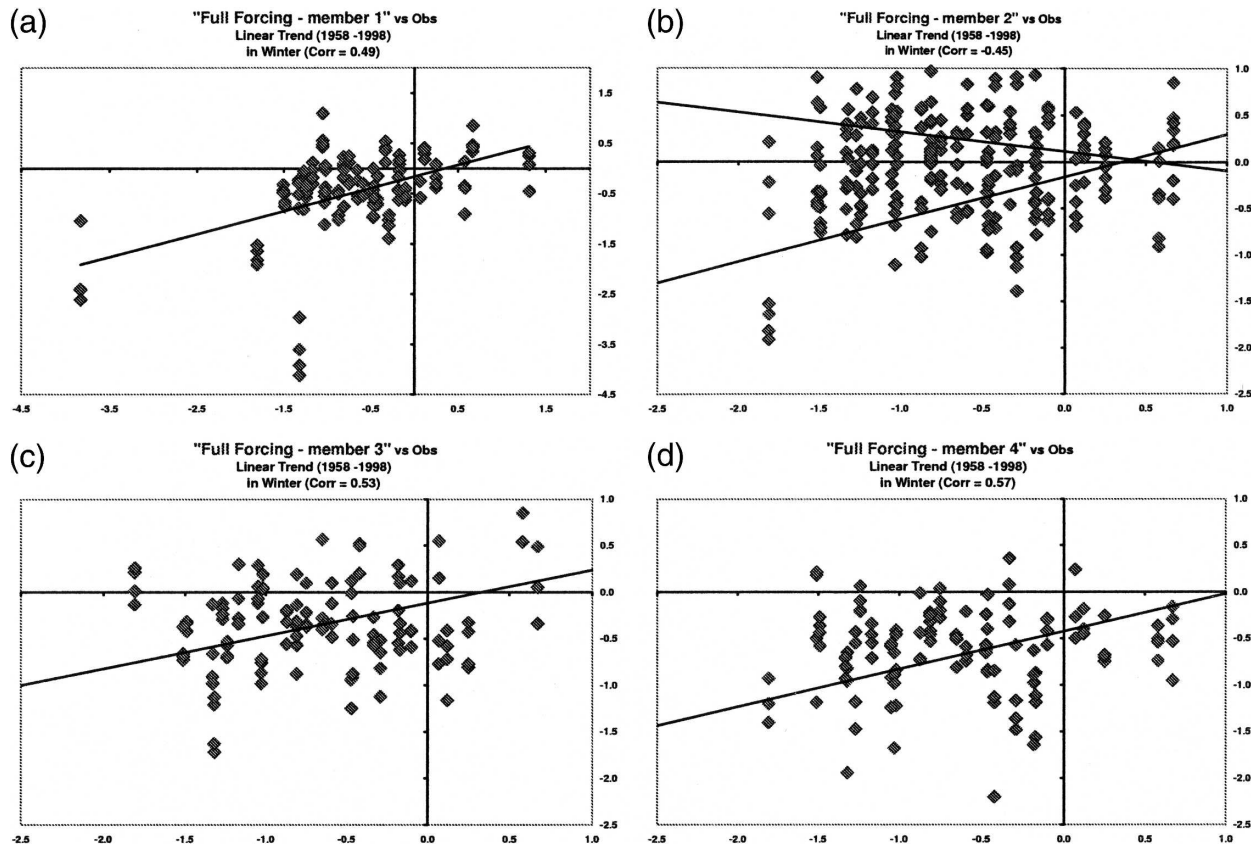 (a)
"Full Forcing - member 1" vs Obs
Linear Trend (1958 -1998)
in Winter (Corr = 0.49)
1.5
0.5
-0.5
-1.5
-2.5
-3.5
-4.5
-4.5 -3.5 -2.5 -1.5 -0.5 0.5 1.5
(b)
"Full Forcing - member 2" vs Obs
Linear Trend (1958 -1998)
in Winter (Corr = -0.45)
1.0
0.5
0.0
-0.5
-1.0
-1.5
-2.0
-2.5
-2.5 -2.0 -1.5 -1.0 -0.5 0.0 0.5 1.0
(c)
"Full Forcing - member 3" vs Obs
Linear Trend (1958 -1998)
in Winter (Corr = 0.53)
1.0
0.5
0.0
-0.5
-1.0
-1.5
-2.0
-2.5
-2.5 -2.0 -1.5 -1.0 -0.5 0.0 0.5 1.0
(d)
"Full Forcing - member 4" vs Obs
Linear Trend (1958 -1998)
in Winter (Corr = 0.57)
1.0
0.5
0.0
-0.5
-1.0
-1.5
-2.0
-2.5
-2.5 -2.0 -1.5 -1.0 -0.5 0.0 0.5 1.0